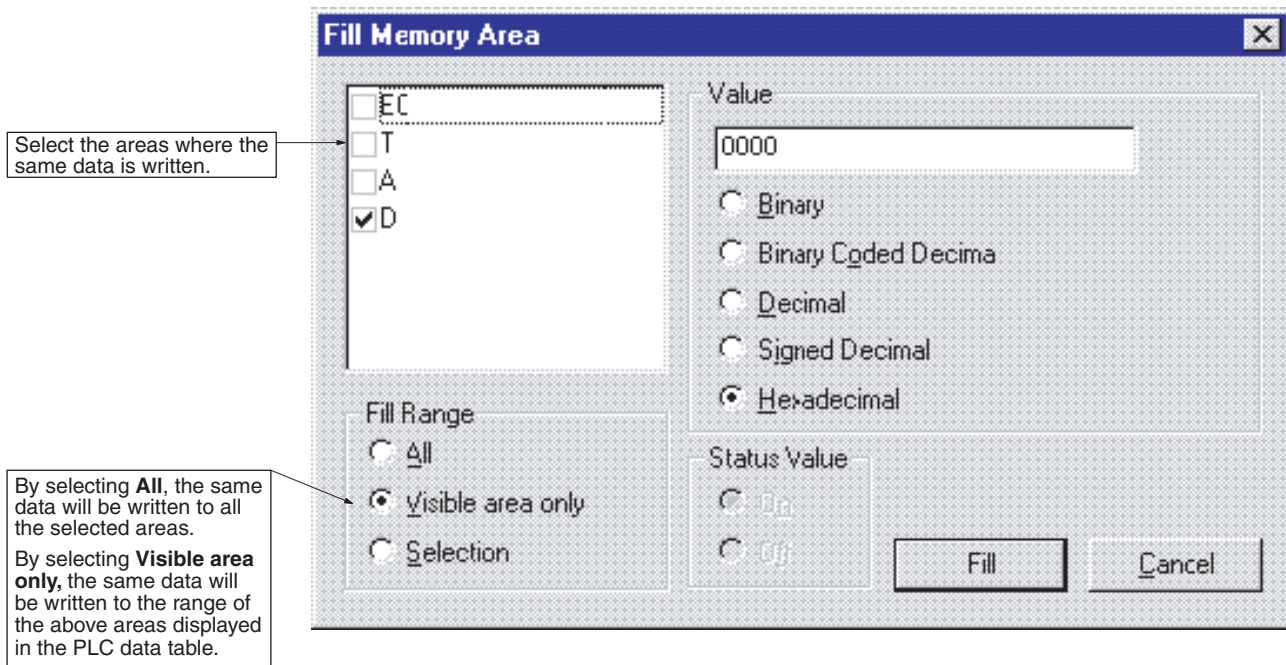 Fill Memory Area
Select the areas where the
same data is written.
EC
T
A
D
Value
0000
Binary
Binary Coded Decima
Decimal
Signed Decimal
Hexadecimal
Fill Range
All
Visible area only
Selection
By selecting All, the same
data will be written to all
the selected areas.
By selecting Visible area
only, the same data will
be written to the range of
the above areas displayed
in the PLC data table.
Status Value
On
Off
Fill
Cancel